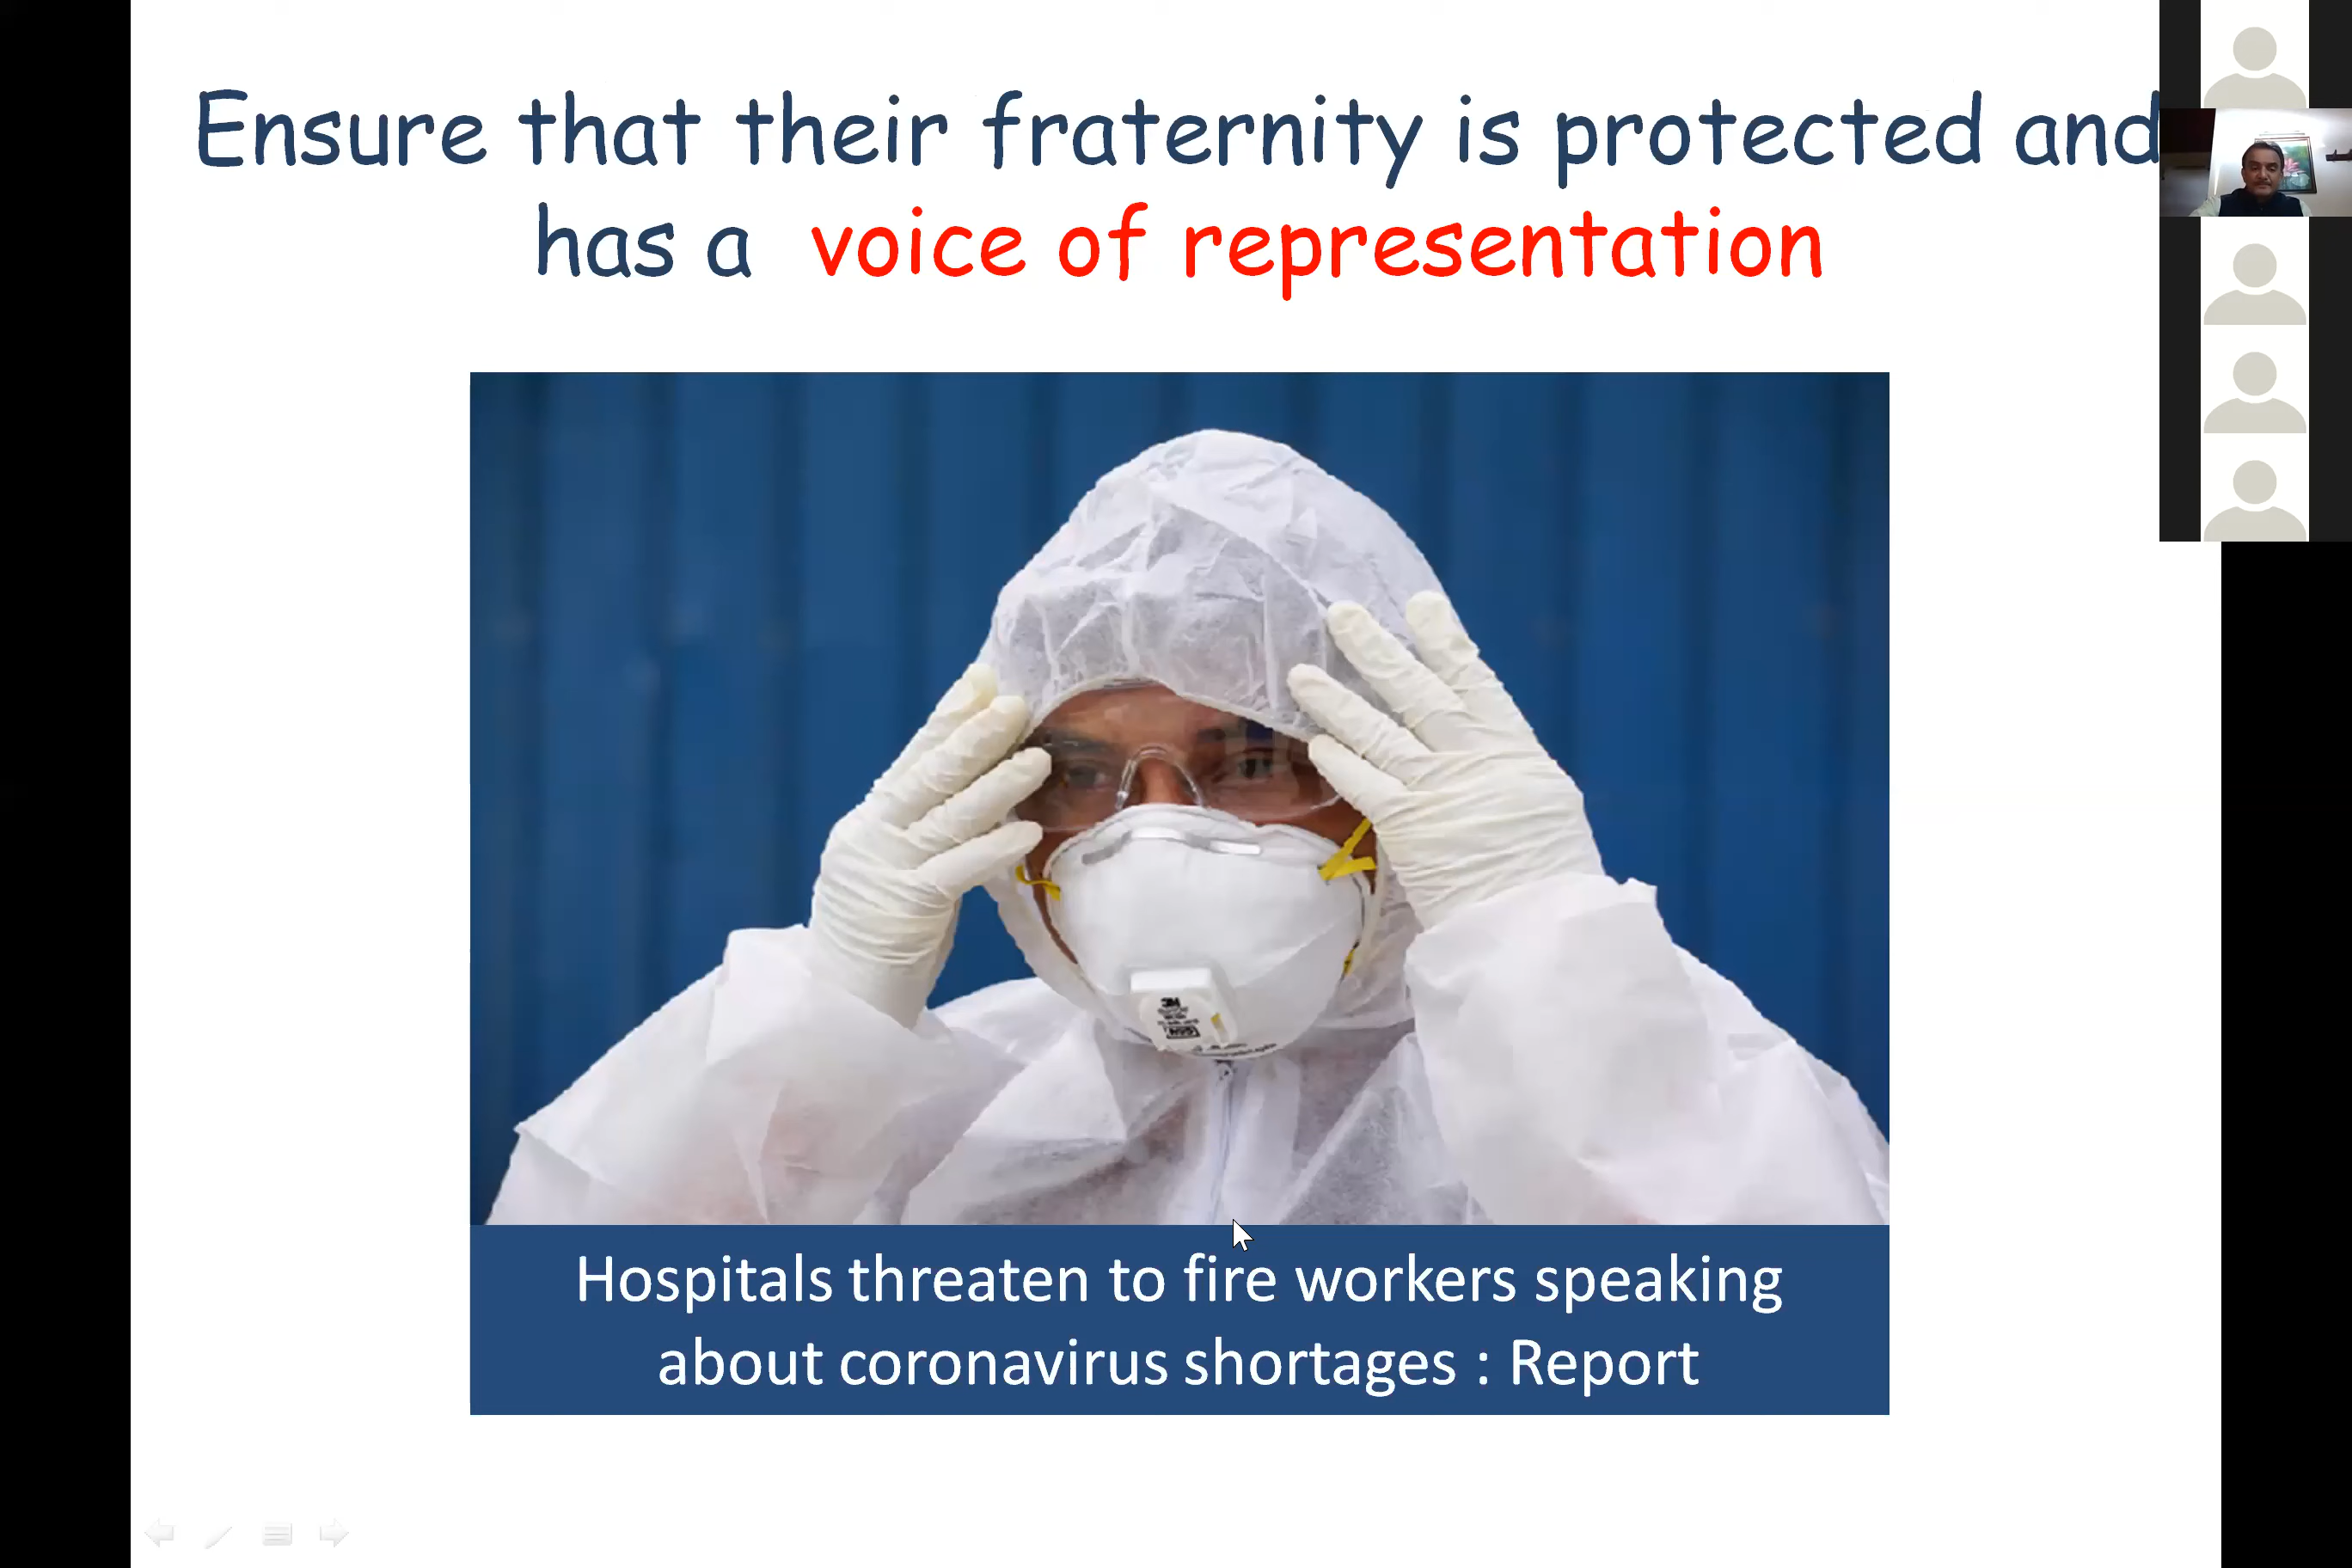 Ensure that their fraternity is protected and
has a voice of representation
3M
Hospitals threaten to fire workers speaking
about coronavirus shortages : Report